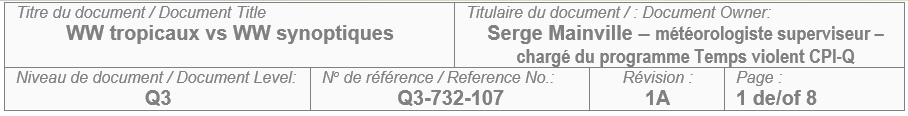 Titre du document / Document Title
WW tropicaux vs WW synoptiques
Titulaire du document / : Document Owner:
Serge Mainville – météorologiste superviseur –
chargé du programme Temps violent CPI-Q
Niveau de document / Document Level:
Q3
N° de référence / Reference No.:
Q3-732-107
Révision :
1A
Page :
1 de/of 8